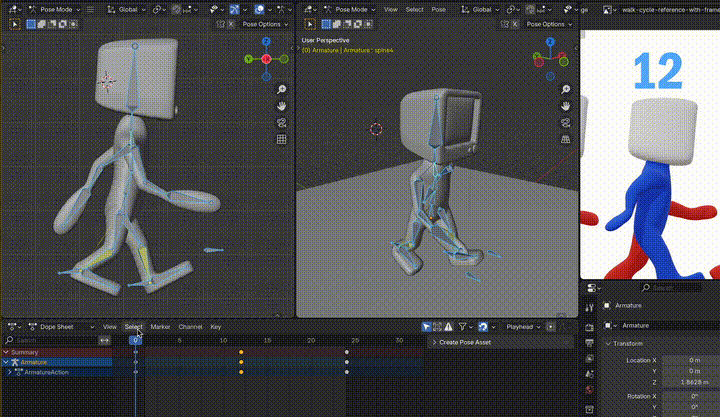 Pose Mode
Global
Pose Options
Pose Mode
View
Select
Pose
Global
Pose Options
ge
walk-cycle-reference-with-fram
User Perspective
(0) Armature | Armature : spine4
12
Dope Sheet
View
Select
Marker
Channel
Key
Playhead
Search
0
5
10
15
20
25
30
Create Pose Asset
Summary
Armature
ArmatureAction
Search
Armature
Armature
Transform
Location X
0 m
Y
0 m
Z
1.8628 m
Rotation X
0°
Y
0°